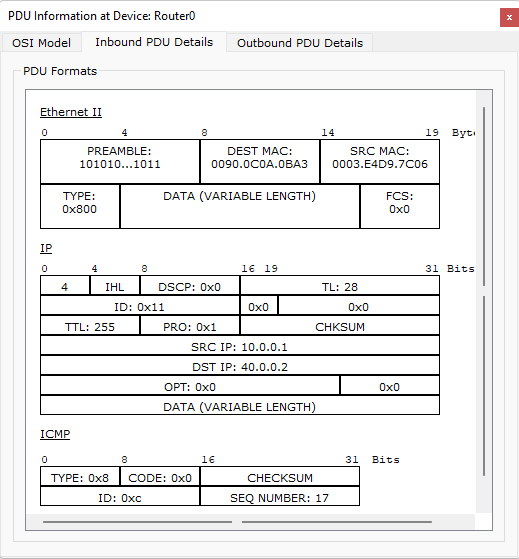 PDU Information at Device: Router0
x
OSI Model Inbound PDU Details Outbound PDU Details
PDU Formats
Ethernet II
0 4 8 14 19 Byte
PREAMBLE: DEST MAC: SRC MAC:
101010...1011 0090.0C0A.0BA3 0003.E4D9.7C06
TYPE: DATA (VARIABLE LENGTH) FCS:
0x800 0x0
IP
0 4 8 16 19 31 Bits
4 IHL DSCP: 0x0 TL: 28
ID: 0x11 0x0 0x0
TTL: 255 PRO: 0x1 CHKSUM
SRC IP: 10.0.0.1
DST IP: 40.0.0.2
OPT: 0x0 0x0
DATA (VARIABLE LENGTH)
ICMP
0 8 16 31 Bits
TYPE: 0x8 CODE: 0x0 CHECKSUM
ID: 0xc SEQ NUMBER: 17